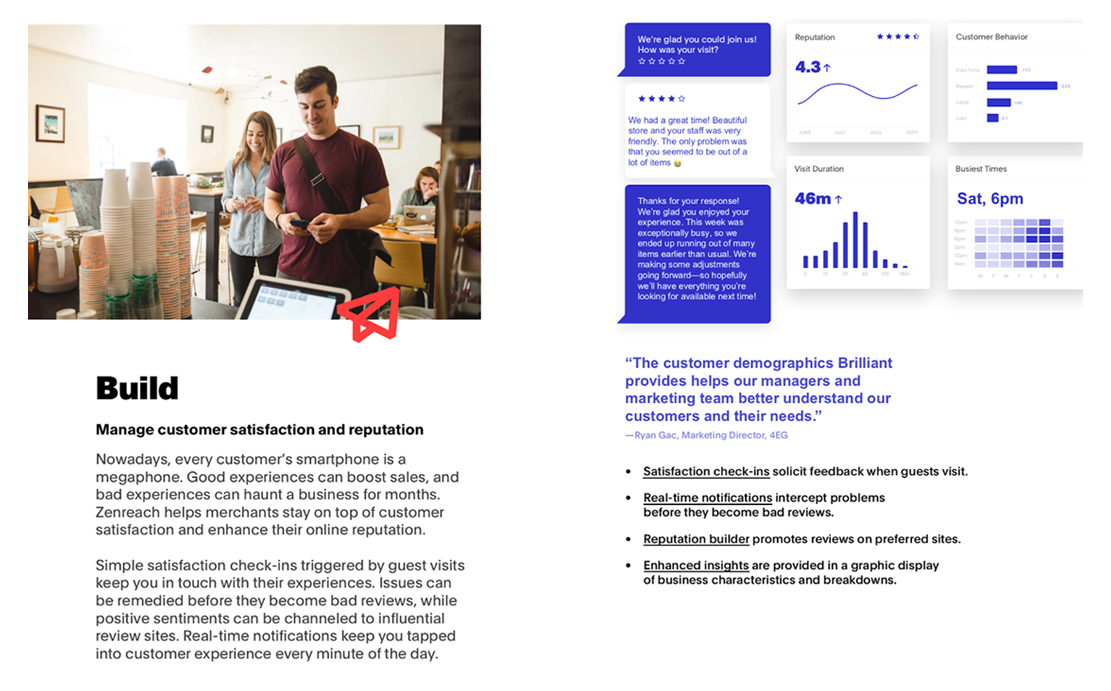 Build
Manage customer satisfaction and reputation
Nowadays, every customer's smartphone is a
megaphone. Good experiences can boost sales, and
bad experiences can haunt a business for months.
Zenreach helps merchants stay on top of customer
satisfaction and enhance their online reputation.
Simple satisfaction check-ins triggered by guest visits
keep you in touch with their experiences. Issues can
be remedied before they become bad reviews, while
positive sentiments can be channeled to influential
review sites. Real-time notifications keep you tapped
into customer experience every minute of the day.
We're glad you could join us!
How was your visit?
We had a great time! Beautiful
store and your staff was very
friendly. The only problem was
that you seemed to be out of a
lot of items 😂
Thanks for your response!
We're glad you enjoyed your
experience. This week was
exceptionally busy, so we
ended up running out of many
items earlier than usual. We're
making some adjustments
going forward—so hopefully
we'll have everything you're
looking for available next time!
Reputation
4.3↑
JUNE JULY AUG SEPT
Customer Behavior
First Time
Repeat
Local
Lost
Visit Duration
46m↑
Busiest Times
Sat, 6pm
M T W T F S S
“The customer demographics Brilliant
provides helps our managers and
marketing team better understand our
customers and their needs.”
—Ryan Gac, Marketing Director, 4EG
• Satisfaction check-ins solicit feedback when guests visit.
• Real-time notifications intercept problems
before they become bad reviews.
• Reputation builder promotes reviews on preferred sites.
• Enhanced insights are provided in a graphic display
of business characteristics and breakdowns.